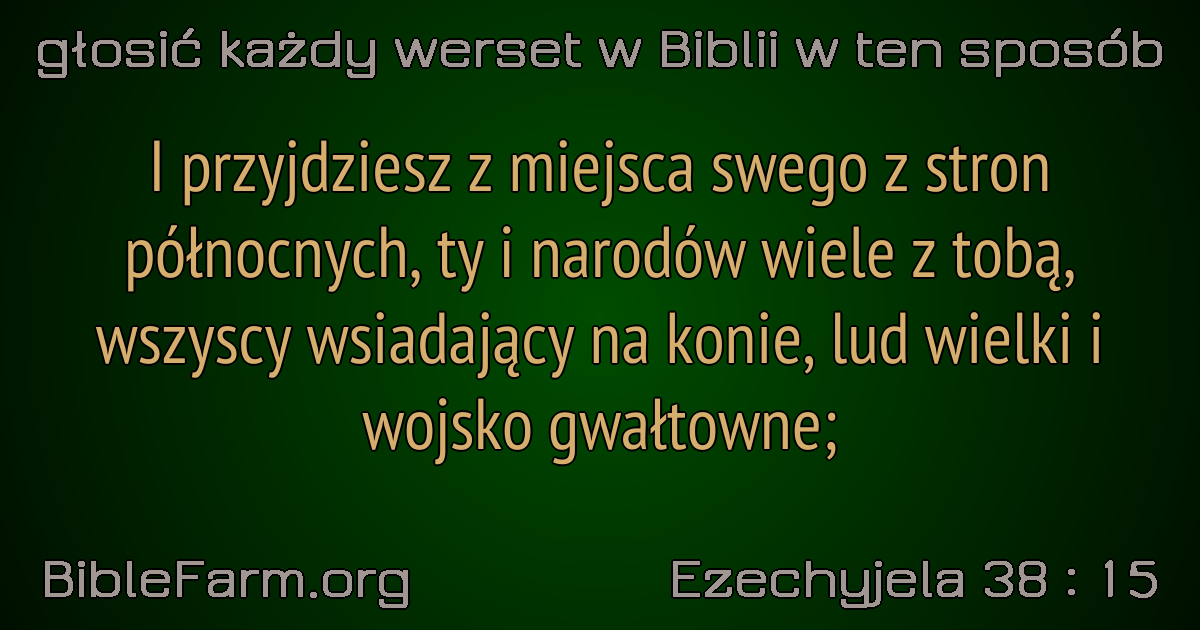 głosić każdy werset w Biblii w ten sposób
I przyjdziesz z miejsca swego z stron
północnych, ty i narodów wiele z tobą,
wszyscy wsiadający na konie, lud wielki i
wojsko gwałtowne;
BibleFarm.org
Ezechyjela 38 : 15